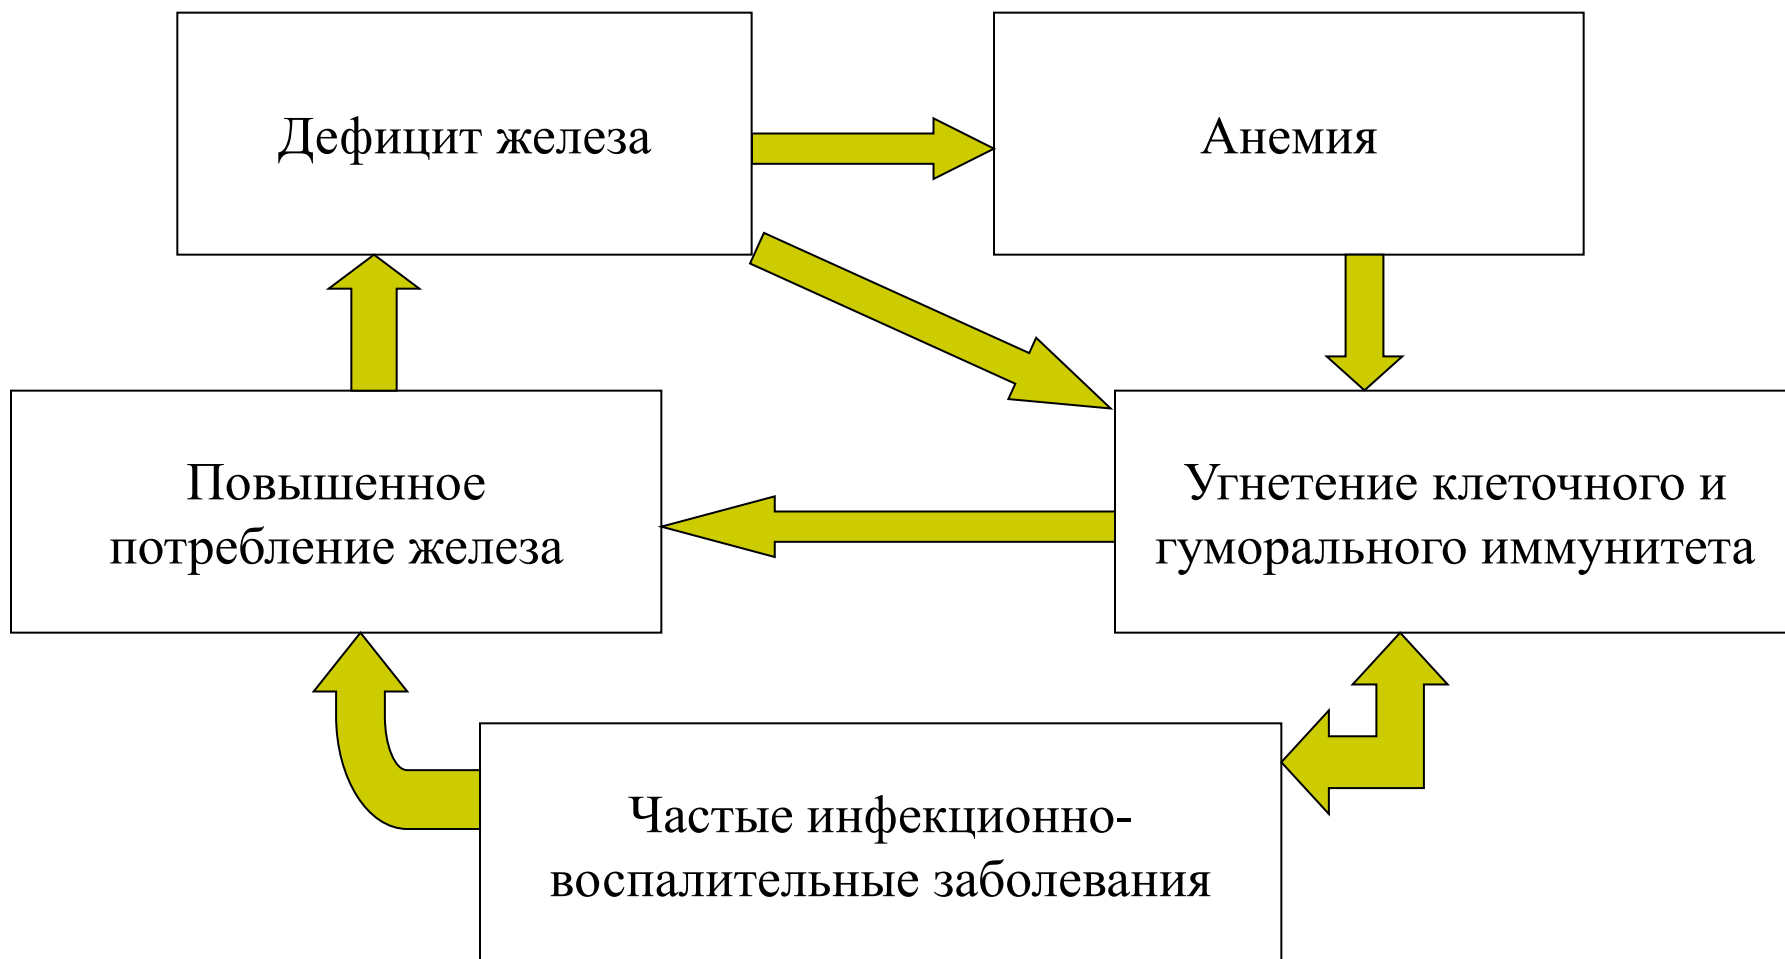 Дефицит железа
Анемия
Повышенное
потребление железа
Угнетение клеточного и
гуморального иммунитета
Частые инфекционно-
воспалительные заболевания